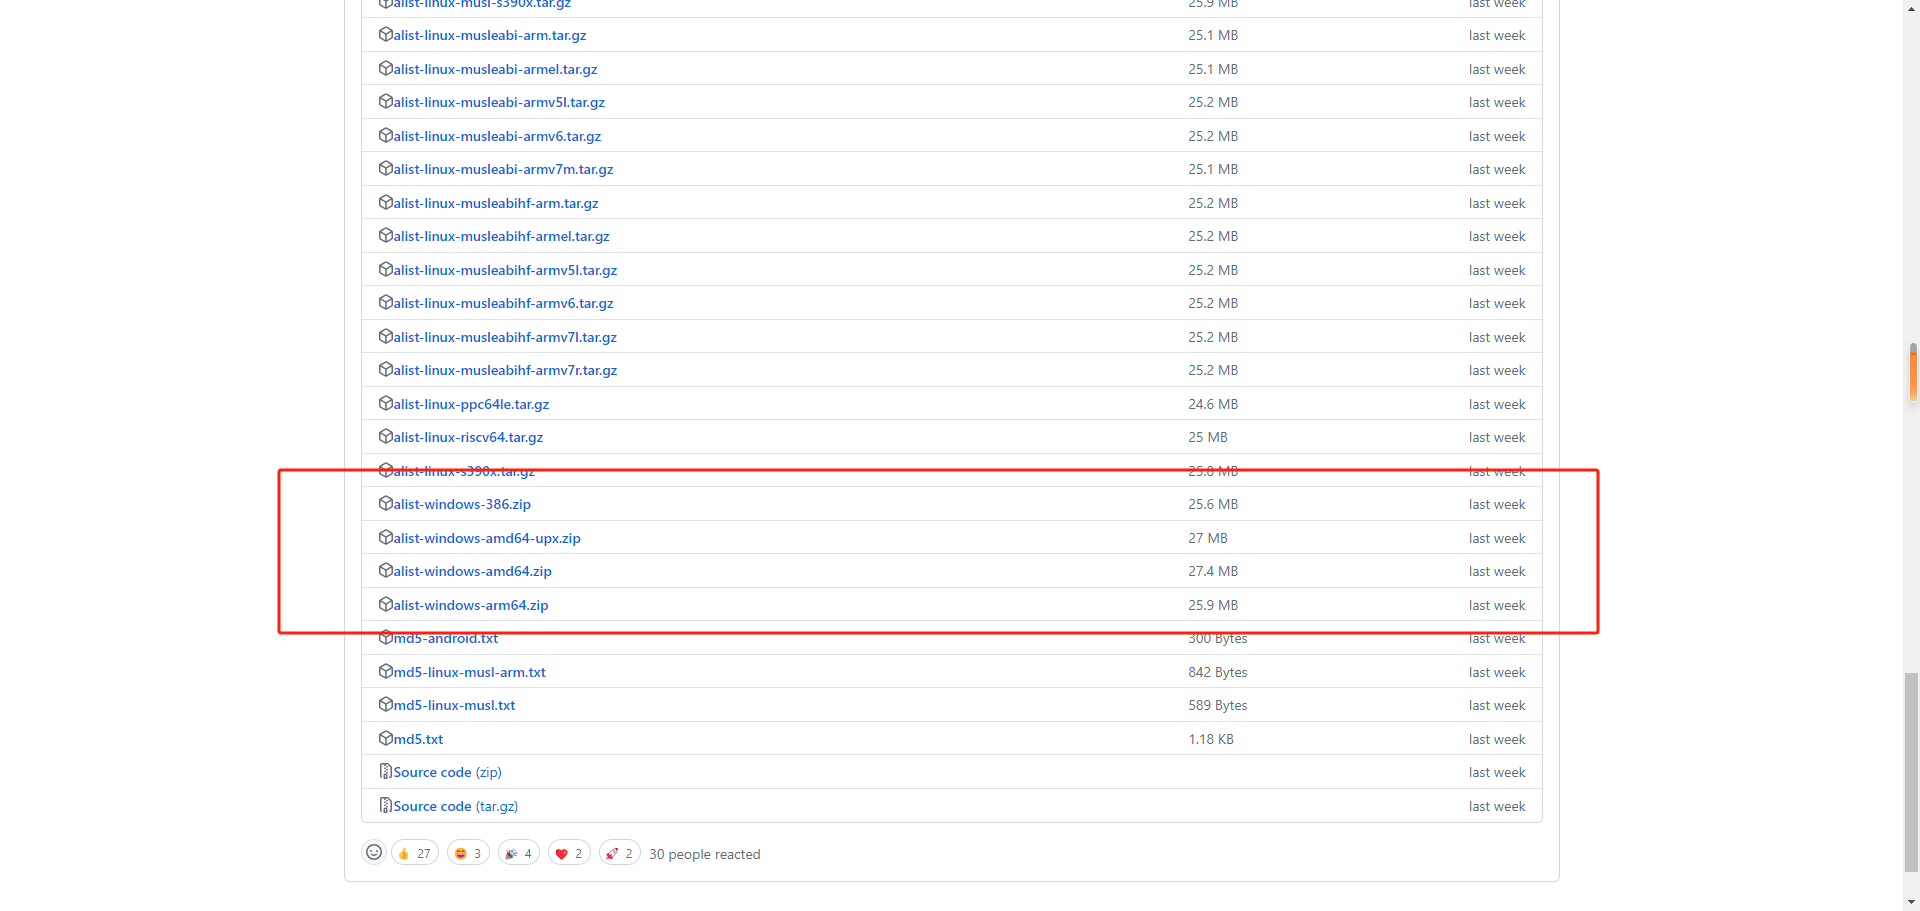 alist-linux-musl-s390x.tar.gz 25.9 MB last week
alist-linux-musleabi-arm.tar.gz 25.1 MB last week
alist-linux-musleabi-armel.tar.gz 25.1 MB last week
alist-linux-musleabi-armv5l.tar.gz 25.2 MB last week
alist-linux-musleabi-armv6.tar.gz 25.2 MB last week
alist-linux-musleabi-armv7m.tar.gz 25.1 MB last week
alist-linux-musleabihf-arm.tar.gz 25.2 MB last week
alist-linux-musleabihf-armel.tar.gz 25.2 MB last week
alist-linux-musleabihf-armv5l.tar.gz 25.2 MB last week
alist-linux-musleabihf-armv6.tar.gz 25.2 MB last week
alist-linux-musleabihf-armv7l.tar.gz 25.2 MB last week
alist-linux-musleabihf-armv7r.tar.gz 25.2 MB last week
alist-linux-ppc64le.tar.gz 24.6 MB last week
alist-linux-riscv64.tar.gz 25 MB last week
alist-linux-s390x.tar.gz 25.8 MB last week
alist-windows-386.zip 25.6 MB last week
alist-windows-amd64-upx.zip 27 MB last week
alist-windows-amd64.zip 27.4 MB last week
alist-windows-arm64.zip 25.9 MB last week
md5-android.txt 300 Bytes last week
md5-linux-musl-arm.txt 842 Bytes last week
md5-linux-musl.txt 589 Bytes last week
md5.txt 1.18 KB last week
Source code (zip) last week
Source code (tar.gz) last week
👍 27 😄 3 🎉 4 ❤️ 2 🚀 2 30 people reacted